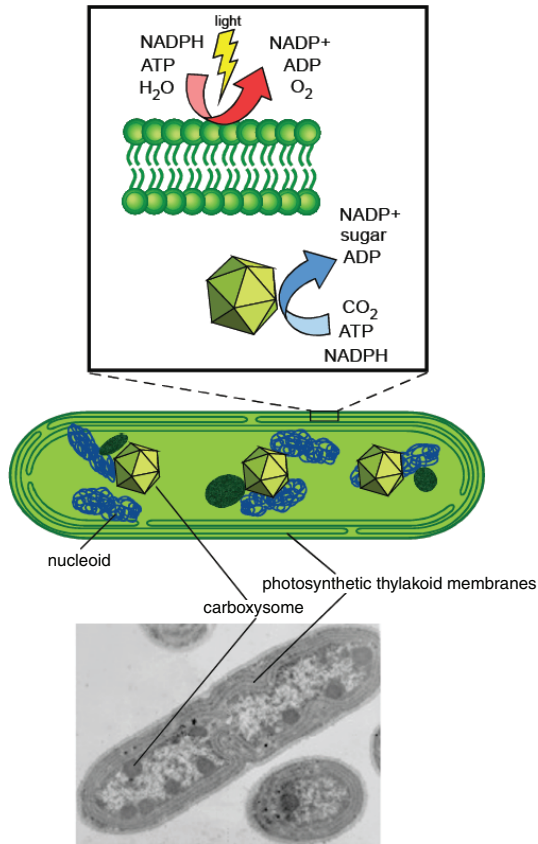 light
NADPH
ATP
H₂O
NADP+
ADP
O₂
NADP+
sugar
ADP
CO₂
ATP
NADPH
nucleoid
photosynthetic thylakoid membranes
carboxysome